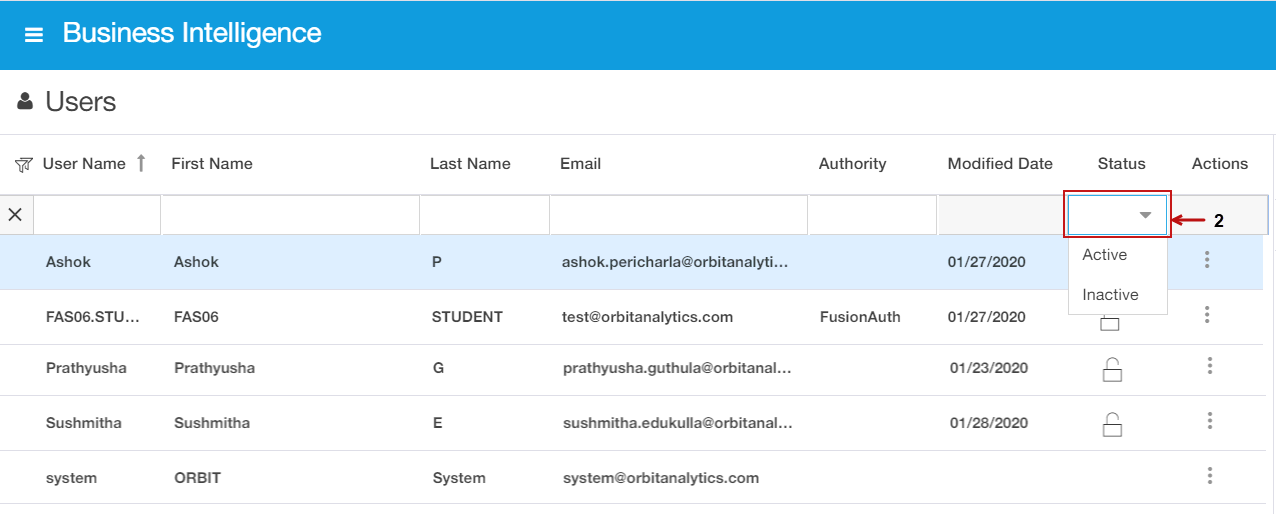 Business Intelligence
Users
User Name First Name Last Name Email Authority Modified Date Status Actions
2
Ashok Ashok P ashok.pericharla@orbitanalyti... 01/27/2020
Active
Inactive
FAS06.STU... FAS06 STUDENT test@orbitanalytics.com FusionAuth 01/27/2020
Prathyusha Prathyusha G prathyusha.guthula@orbitanal... 01/23/2020
Sushmitha Sushmitha E sushmitha.edukulla@orbitanal... 01/28/2020
system ORBIT System system@orbitanalytics.com